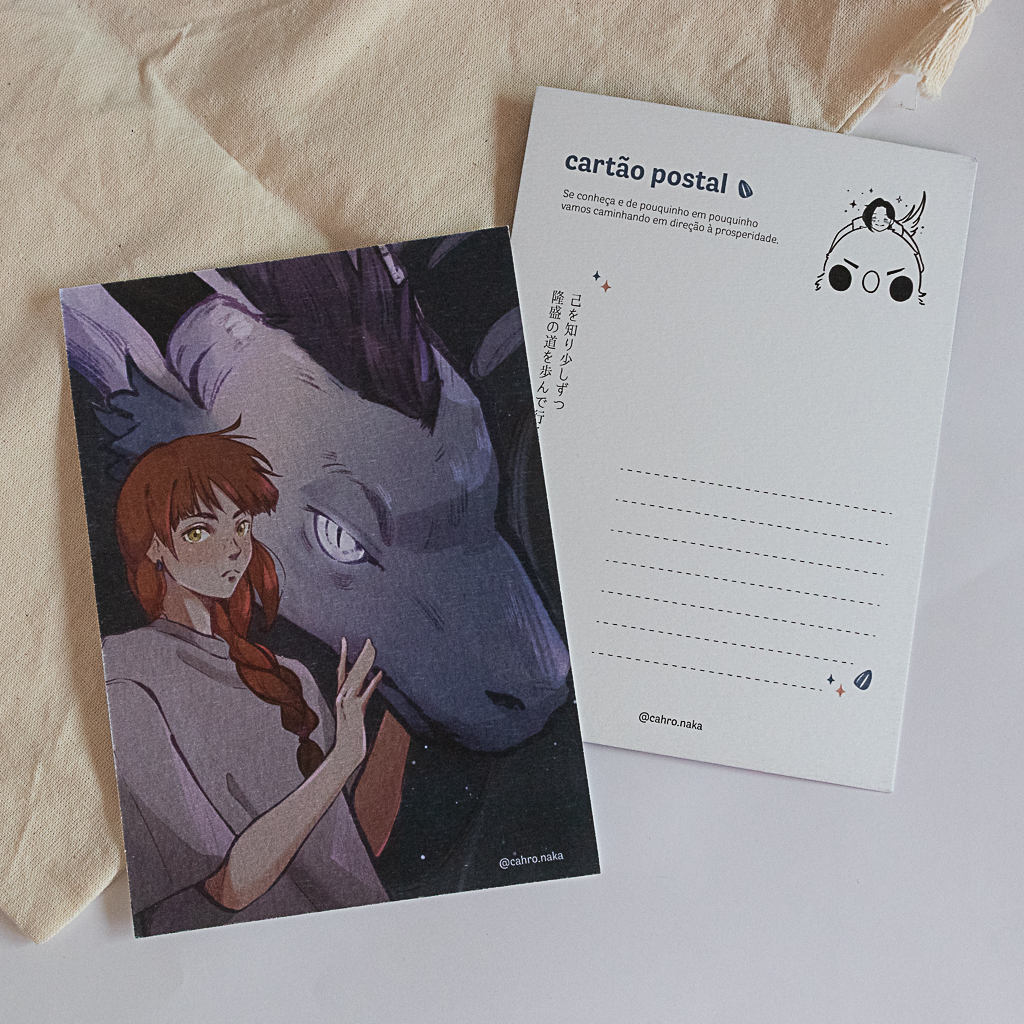 cartão postal
Se conheça e de pouquinho em pouquinho
vamos caminhando em direção à prosperidade.
己を知り少しずつ
隆盛の道を歩んで行
@cahro.naka
@cahro.naka